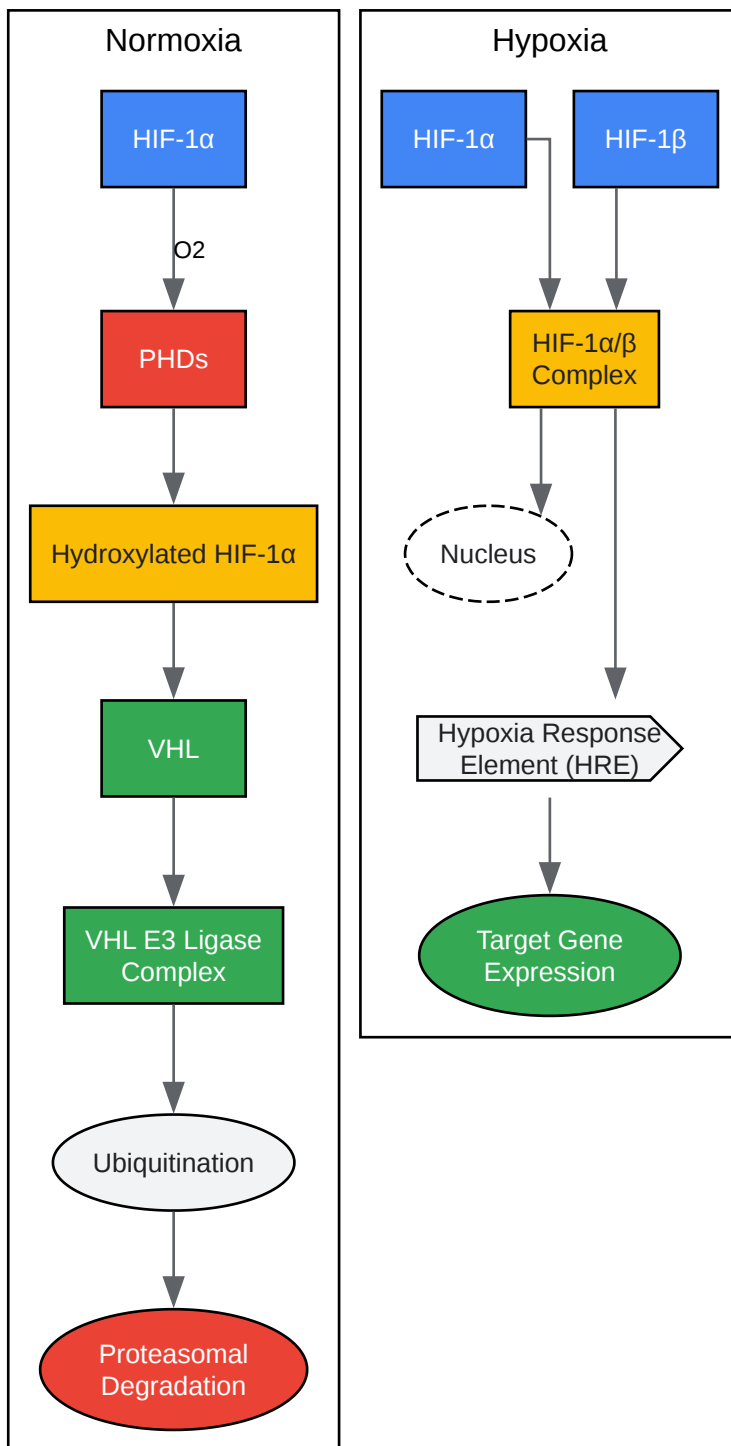 Normoxia
HIF-1α
O2
PHDs
Hydroxylated HIF-1α
VHL
VHL E3 Ligase
Complex
Ubiquitination
Proteasomal
Degradation
Hypoxia
HIF-1α
HIF-1β
HIF-1α/β
Complex
Nucleus
Hypoxia Response
Element (HRE)
Target Gene
Expression